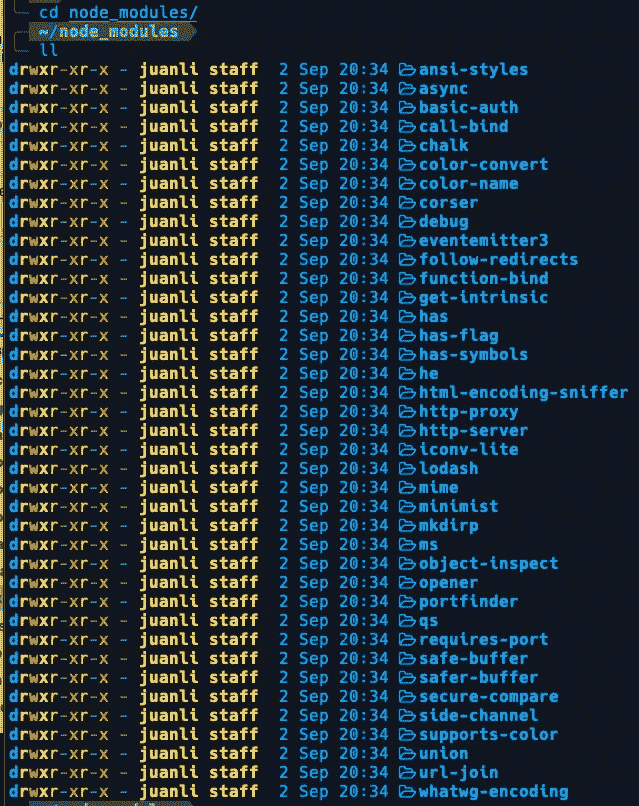 cd node_modules/
~/node_modules
ll
drwxr-xr-x - juanli staff 2 Sep 20:34 ansi-styles
drwxr-xr-x - juanli staff 2 Sep 20:34 async
drwxr-xr-x - juanli staff 2 Sep 20:34 basic-auth
drwxr-xr-x - juanli staff 2 Sep 20:34 call-bind
drwxr-xr-x - juanli staff 2 Sep 20:34 chalk
drwxr-xr-x - juanli staff 2 Sep 20:34 color-convert
drwxr-xr-x - juanli staff 2 Sep 20:34 color-name
drwxr-xr-x - juanli staff 2 Sep 20:34 corser
drwxr-xr-x - juanli staff 2 Sep 20:34 debug
drwxr-xr-x - juanli staff 2 Sep 20:34 eventemitter3
drwxr-xr-x - juanli staff 2 Sep 20:34 follow-redirects
drwxr-xr-x - juanli staff 2 Sep 20:34 function-bind
drwxr-xr-x - juanli staff 2 Sep 20:34 get-intrinsic
drwxr-xr-x - juanli staff 2 Sep 20:34 has
drwxr-xr-x - juanli staff 2 Sep 20:34 has-flag
drwxr-xr-x - juanli staff 2 Sep 20:34 has-symbols
drwxr-xr-x - juanli staff 2 Sep 20:34 he
drwxr-xr-x - juanli staff 2 Sep 20:34 html-encoding-sniffer
drwxr-xr-x - juanli staff 2 Sep 20:34 http-proxy
drwxr-xr-x - juanli staff 2 Sep 20:34 http-server
drwxr-xr-x - juanli staff 2 Sep 20:34 iconv-lite
drwxr-xr-x - juanli staff 2 Sep 20:34 lodash
drwxr-xr-x - juanli staff 2 Sep 20:34 mime
drwxr-xr-x - juanli staff 2 Sep 20:34 minimist
drwxr-xr-x - juanli staff 2 Sep 20:34 mkdirp
drwxr-xr-x - juanli staff 2 Sep 20:34 ms
drwxr-xr-x - juanli staff 2 Sep 20:34 object-inspect
drwxr-xr-x - juanli staff 2 Sep 20:34 opener
drwxr-xr-x - juanli staff 2 Sep 20:34 portfinder
drwxr-xr-x - juanli staff 2 Sep 20:34 qs
drwxr-xr-x - juanli staff 2 Sep 20:34 requires-port
drwxr-xr-x - juanli staff 2 Sep 20:34 safe-buffer
drwxr-xr-x - juanli staff 2 Sep 20:34 safer-buffer
drwxr-xr-x - juanli staff 2 Sep 20:34 secure-compare
drwxr-xr-x - juanli staff 2 Sep 20:34 side-channel
drwxr-xr-x - juanli staff 2 Sep 20:34 supports-color
drwxr-xr-x - juanli staff 2 Sep 20:34 union
drwxr-xr-x - juanli staff 2 Sep 20:34 url-join
drwxr-xr-x - juanli staff 2 Sep 20:34 whatwg-encoding